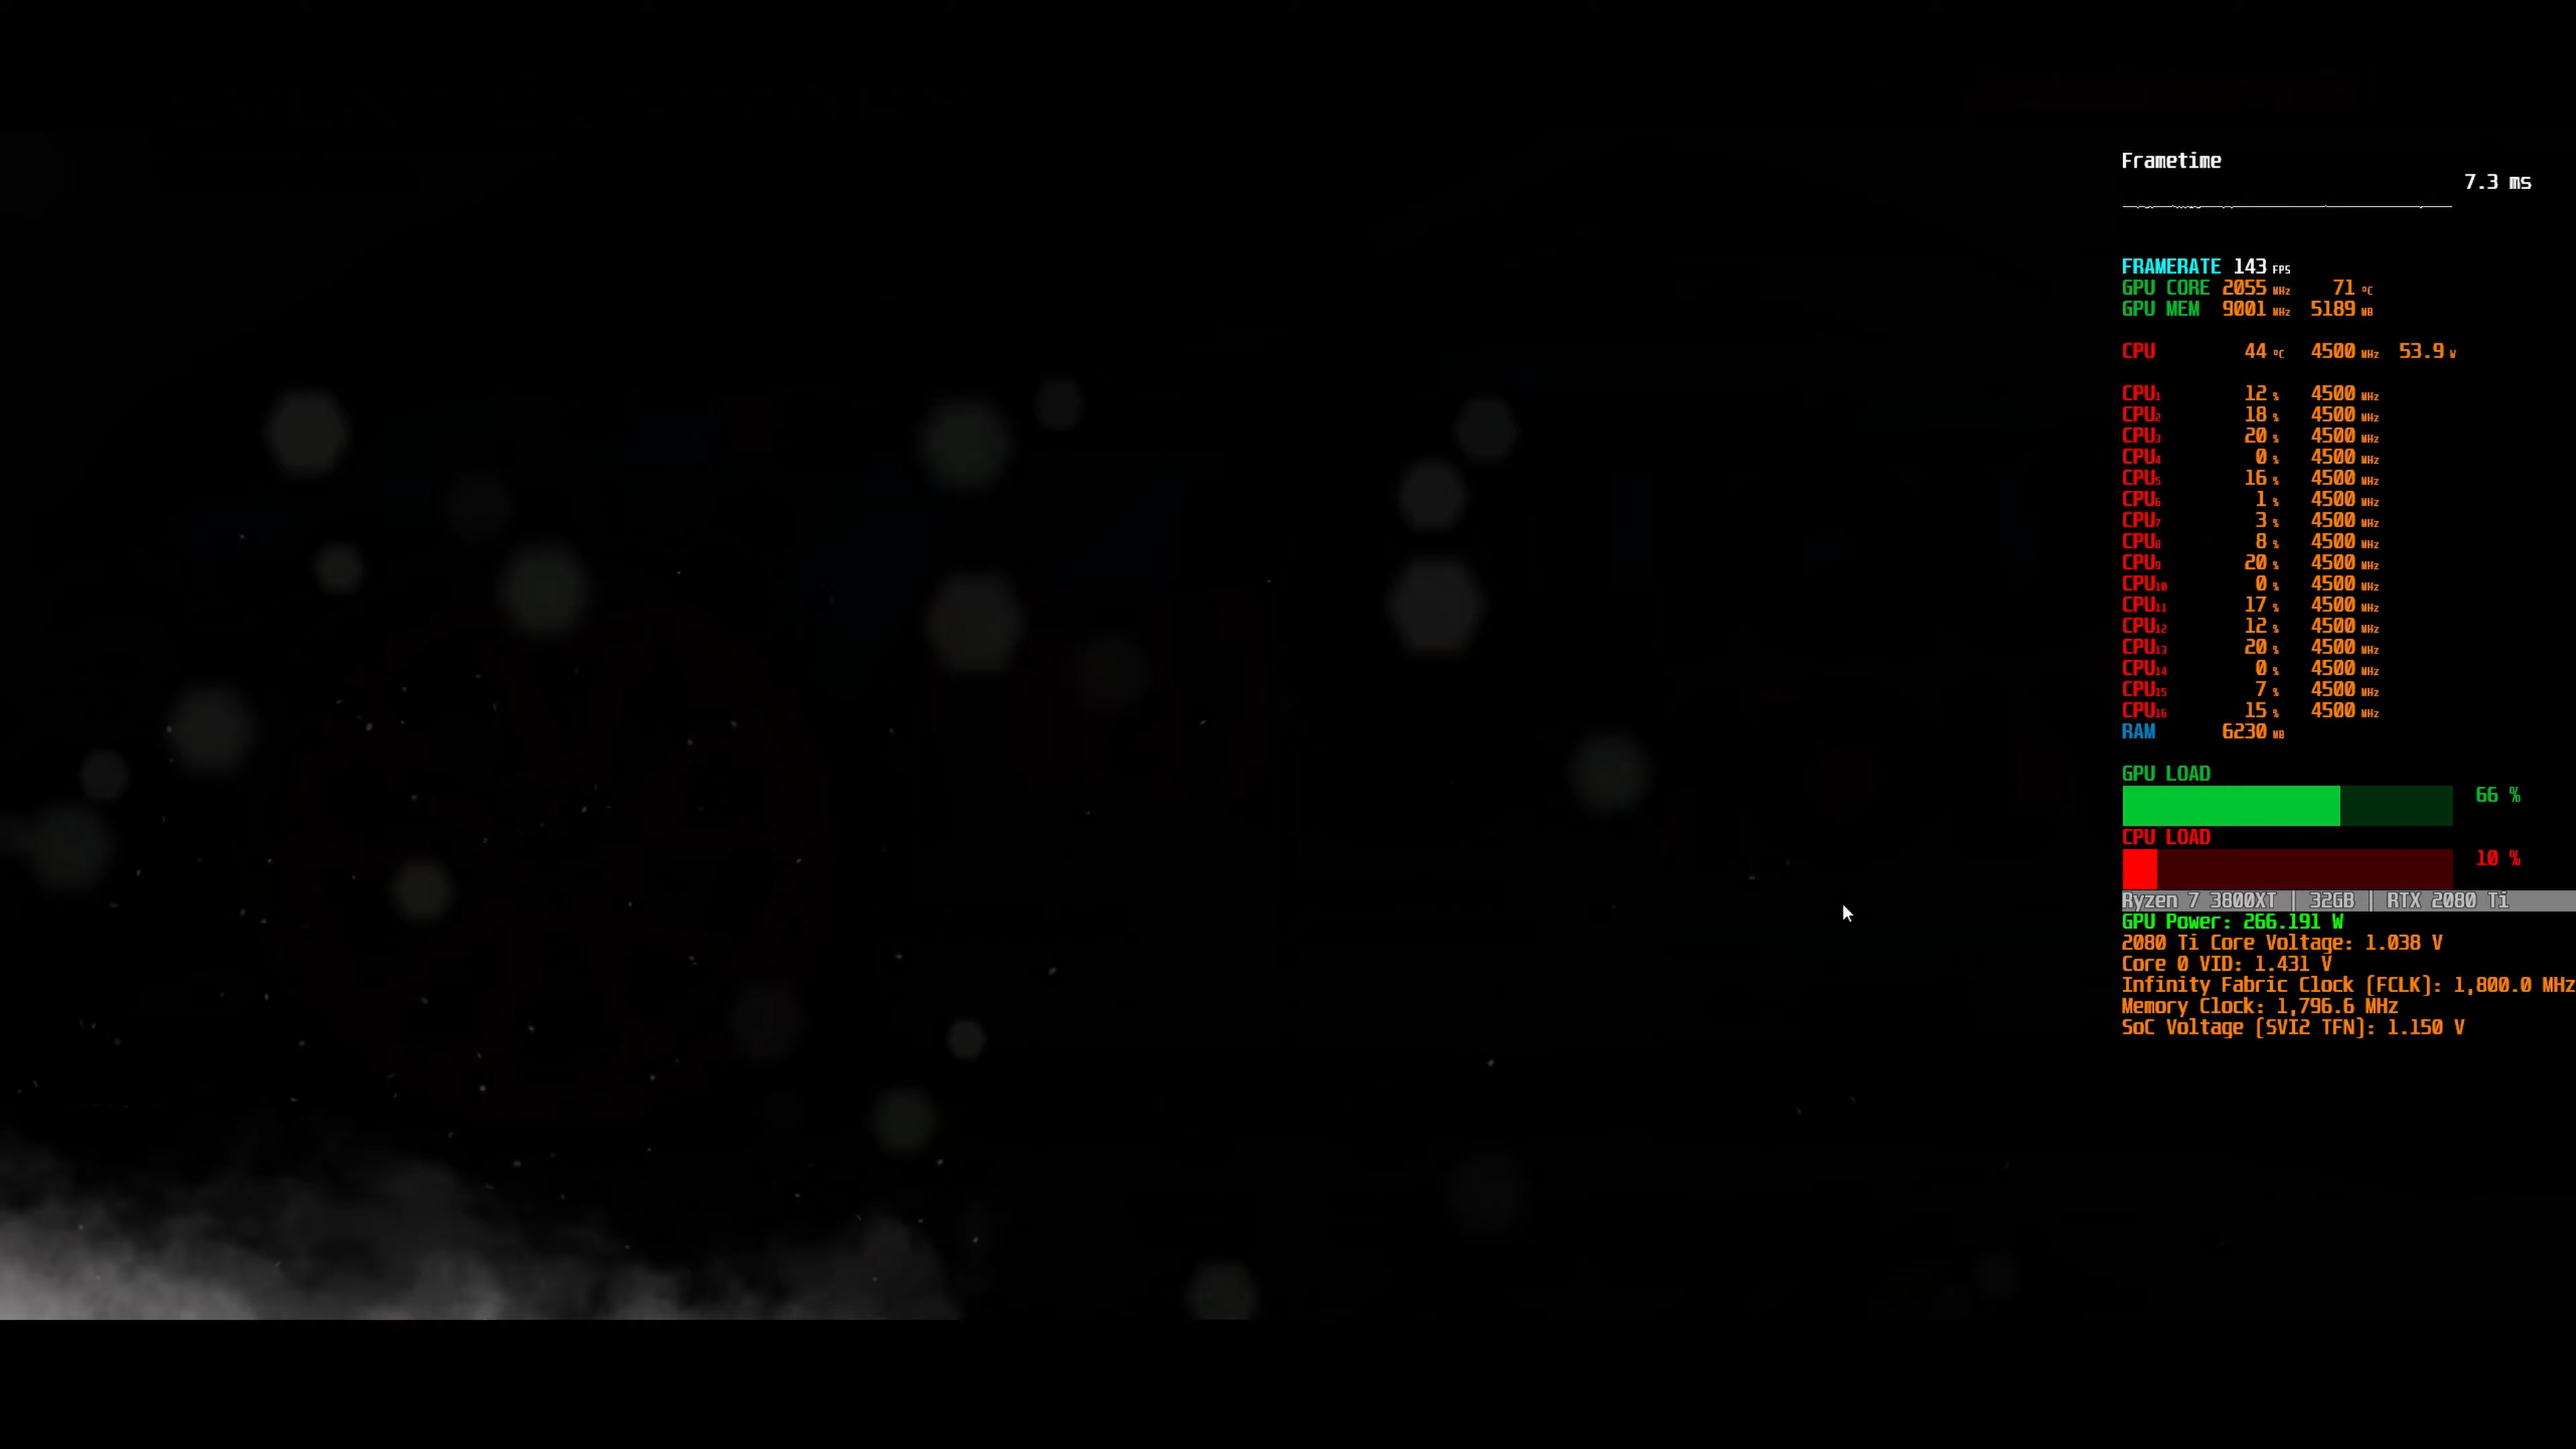 Frametime
7.3 ms
FRAMERATE 143 FPS
GPU CORE 2055 MHz 71 °C
GPU MEM 9001 MHz 5189 MB
CPU 44 °C 4500 MHz 53.9 W
CPU1 12 % 4500 MHz
CPU2 18 % 4500 MHz
CPU3 20 % 4500 MHz
CPU4 0 % 4500 MHz
CPU5 16 % 4500 MHz
CPU6 1 % 4500 MHz
CPU7 3 % 4500 MHz
CPU8 8 % 4500 MHz
CPU9 20 % 4500 MHz
CPU10 0 % 4500 MHz
CPU11 17 % 4500 MHz
CPU12 12 % 4500 MHz
CPU13 20 % 4500 MHz
CPU14 0 % 4500 MHz
CPU15 7 % 4500 MHz
CPU16 15 % 4500 MHz
RAM 6230 MB
GPU LOAD
66 %
CPU LOAD
10 %
Ryzen 7 3800XT | 32GB | RTX 2080 Ti
GPU Power: 266.191 W
2080 Ti Core Voltage: 1.038 V
Core 0 VID: 1.431 V
Infinity Fabric Clock (FCLK): 1,800.0 MHz
Memory Clock: 1,796.6 MHz
SoC Voltage (SVI2 TFN): 1.150 V